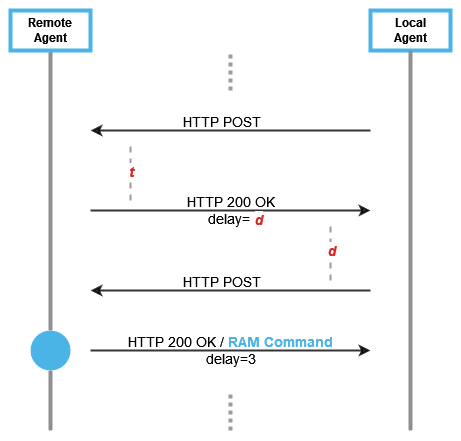 Remote
Agent
Local
Agent
HTTP POST
t
HTTP 200 OK
delay= d
d
HTTP POST
HTTP 200 OK / RAM Command
delay=3